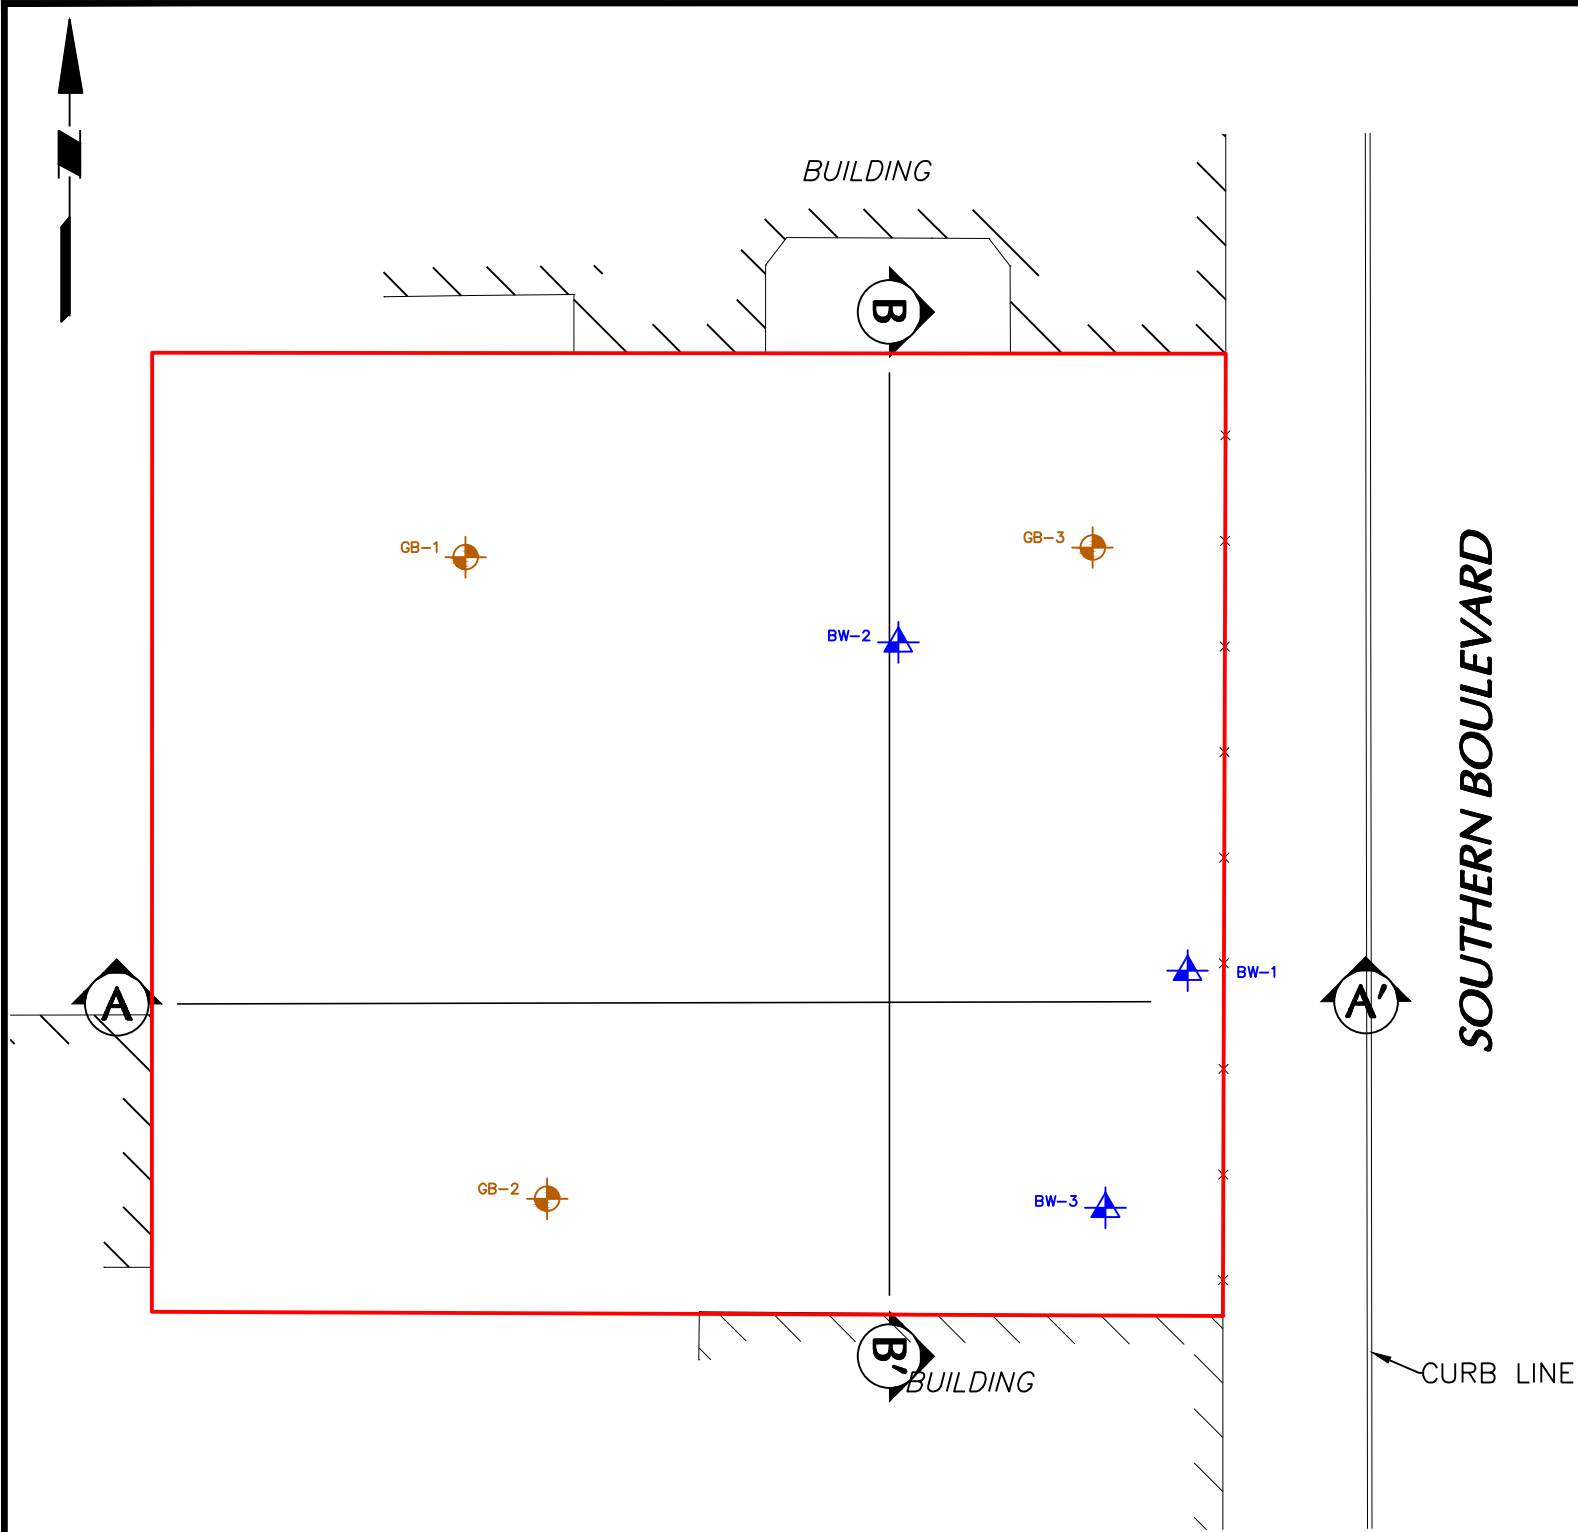 N
BUILDING
B
GB-1
GB-3
BW-2
SOUTHERN BOULEVARD
BW-1
A
A'
GB-2
BW-3
B'
BUILDING
CURB LINE